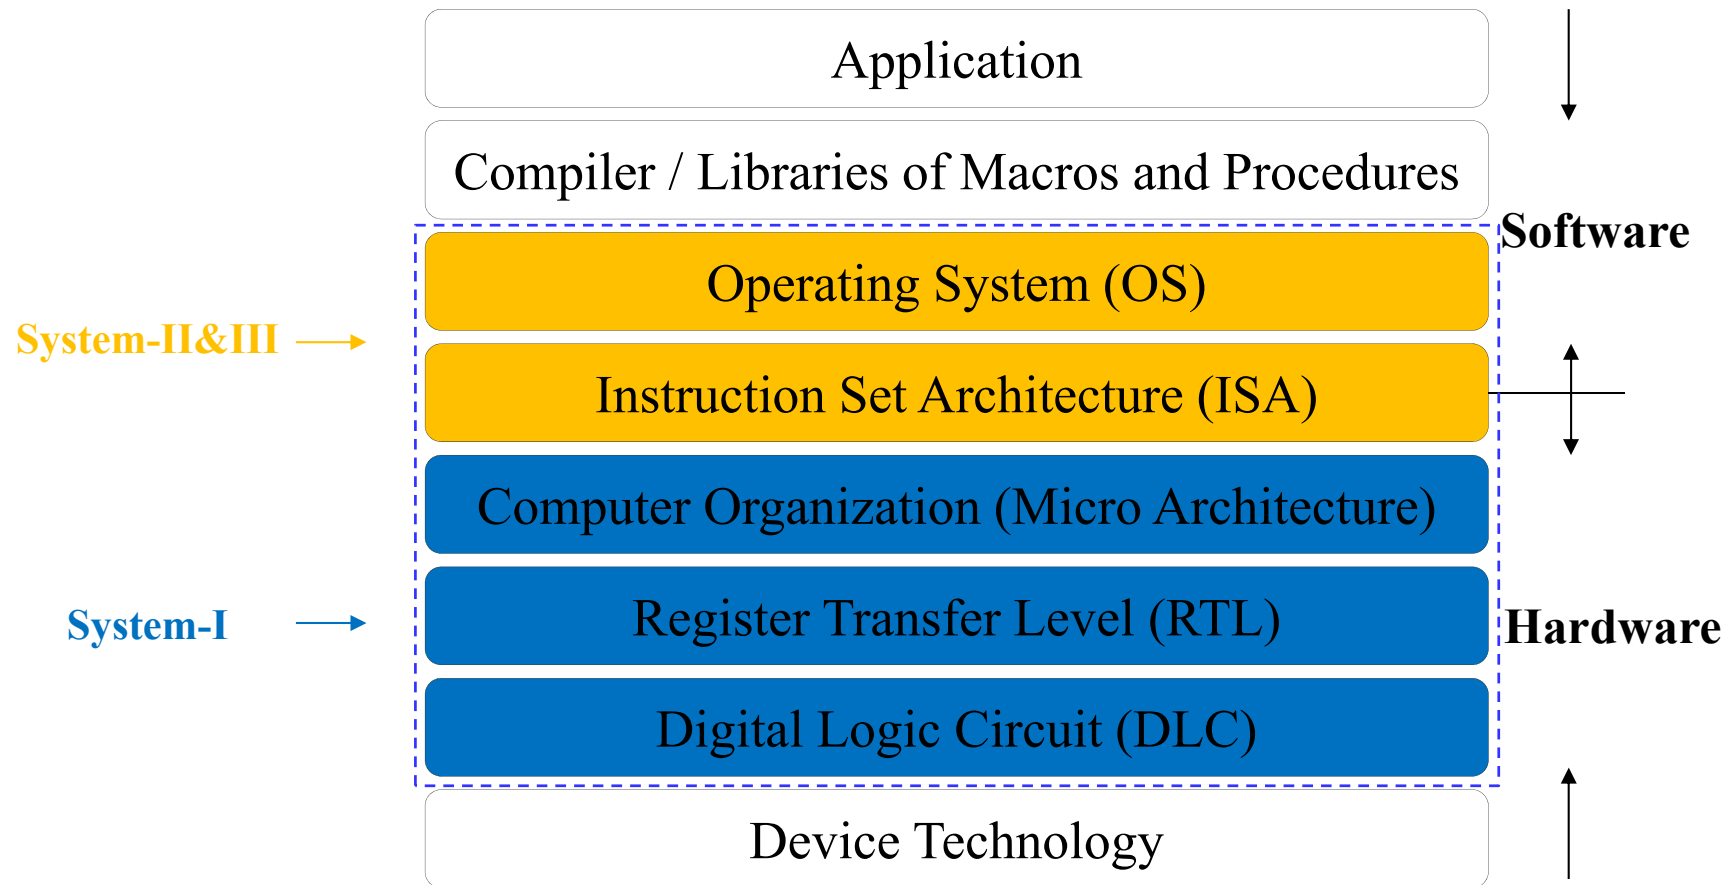 Application
Compiler / Libraries of Macros and Procedures
Software
Operating System (OS)
System-II&III
Instruction Set Architecture (ISA)
Computer Organization (Micro Architecture)
System-I
Register Transfer Level (RTL)
Hardware
Digital Logic Circuit (DLC)
Device Technology